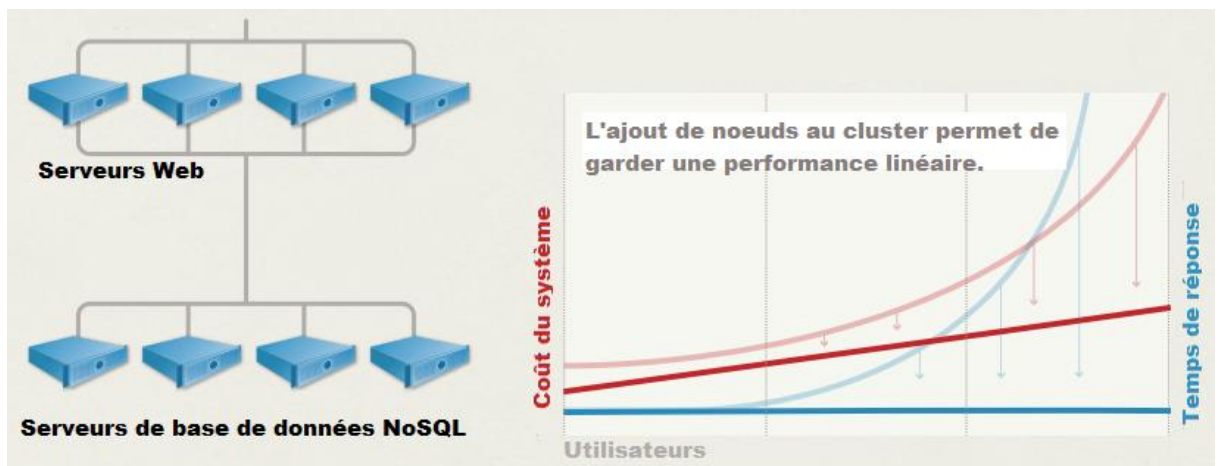 Serveurs Web
Serveurs de base de données NoSQL
L'ajout de noeuds au cluster permet de
garder une performance linéaire.
Coût du système
Temps de réponse
Utilisateurs